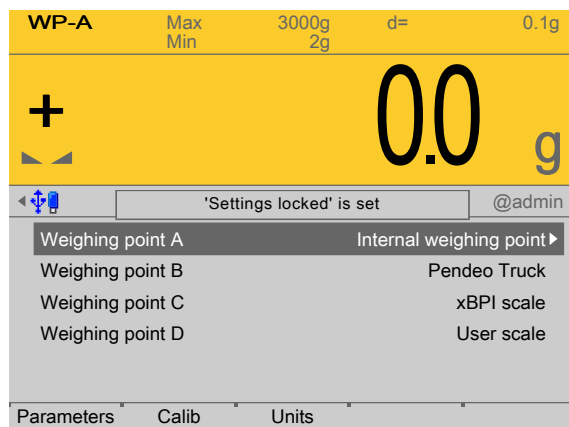 WP-A Max 3000g d= 0.1g
Min 2g
+ 0.0 g
'Settings locked' is set @admin
Weighing point A Internal weighing point
Weighing point B Pendeo Truck
Weighing point C xBPI scale
Weighing point D User scale
Parameters Calib Units